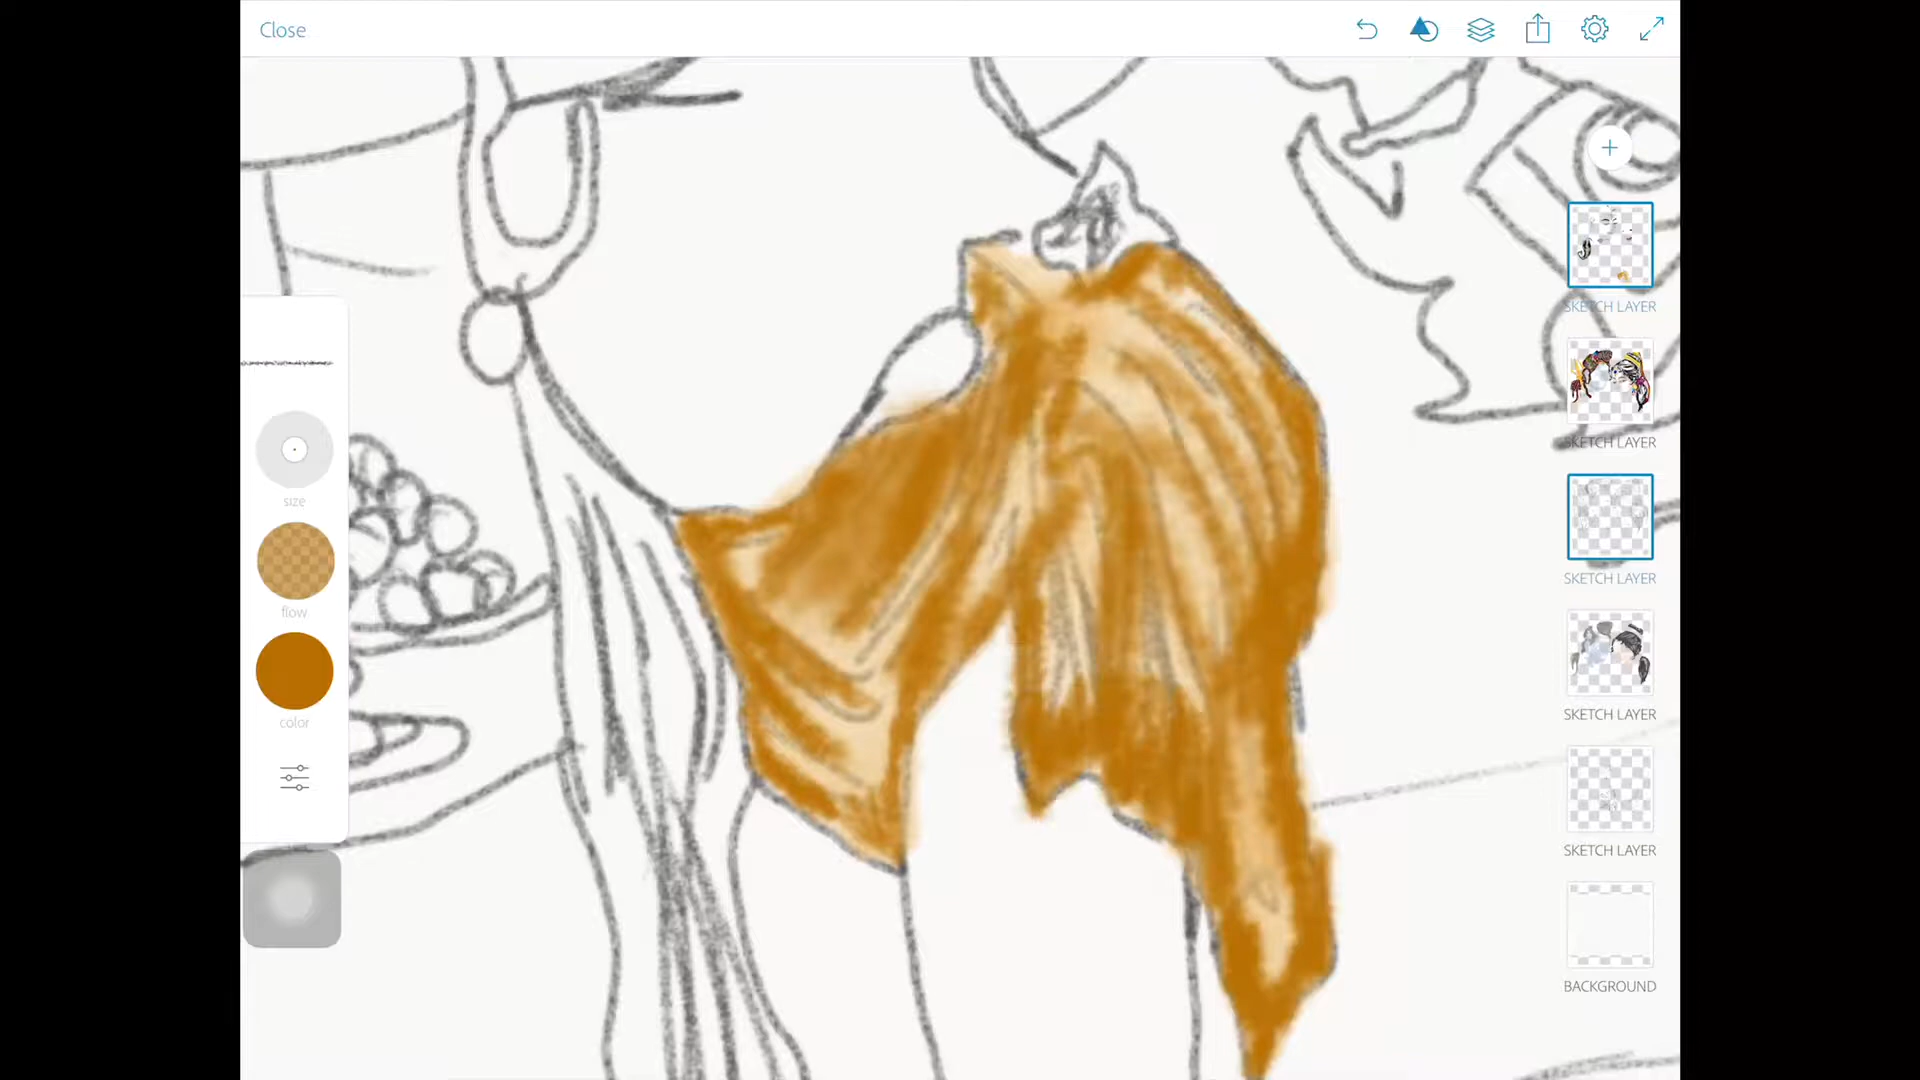 Close
SKETCH LAYER
SKETCH LAYER
size
SKETCH LAYER
flow
SKETCH LAYER
color
SKETCH LAYER
BACKGROUND